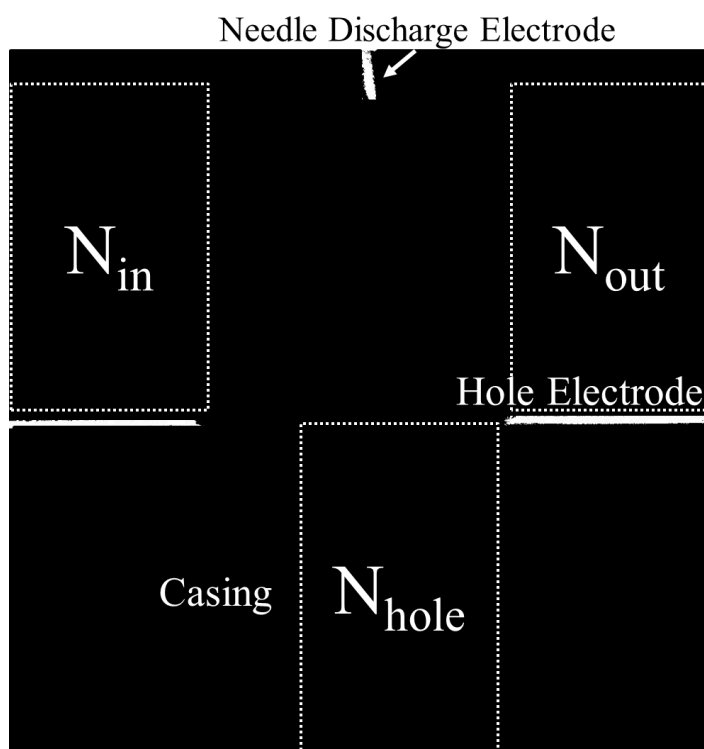 Needle Discharge Electrode
N_in
N_out
Hole Electrode
Casing
N_hole